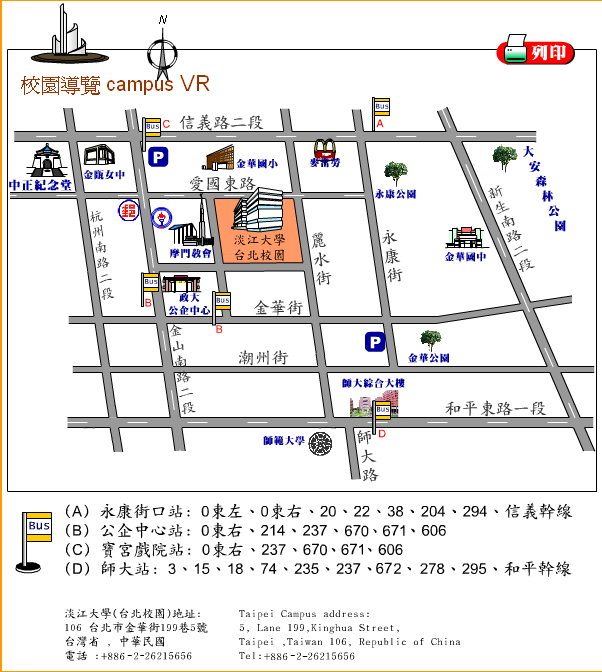 N
列印
校園導覽 campus VR
Bus
C
信義路二段
Bus
A
P
中正紀念堂
金甌女中
金華國小
麥當勞
大安森林公園
愛國東路
永康公園
新生南路二段
杭州南路二段
摩門教會
淡江大學
台北校園
麗水街
永康街
金華國中
Bus
B
政大
公企中心
Bus
B
金華街
金山南路二段
P
潮州街
金華公園
師大綜合大樓
Bus
D
和平東路一段
師範大學
師大路
Bus
(A) 永康街口站: 0東左、0東右、20、22、38、204、294、信義幹線
(B) 公企中心站: 0東右、214、237、670、671、606
(C) 寶宮戲院站: 0東右、237、670、671、606
(D) 師大站: 3、15、18、74、235、237、672、278、295、和平幹線
淡江大學(台北校園)地址:
106 台北市金華街199巷5號
台灣省 , 中華民國
電話 :+886-2-26215656
Taipei Campus address:
5, Lane 199,Xinghua Street,
Taipei ,Taiwan 106, Republic of China
Tel:+886-2-26215656